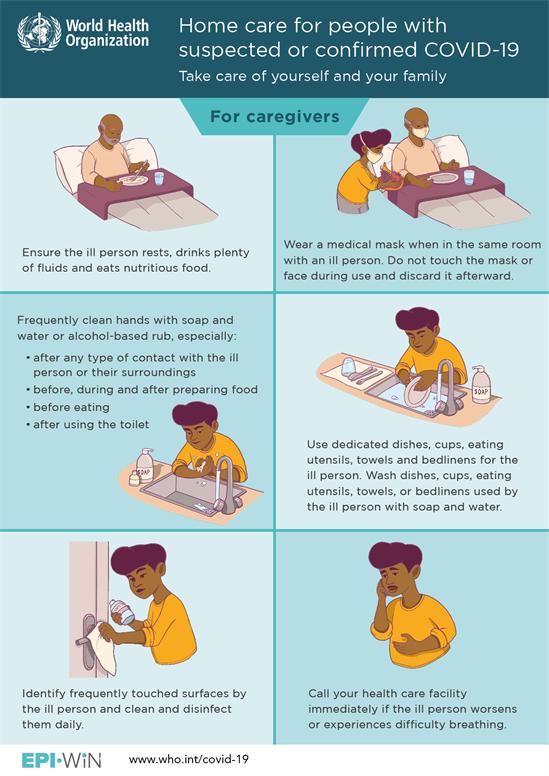 World Health
Organization
Home care for people with
suspected or confirmed COVID-19
Take care of yourself and your family
For caregivers
Ensure the ill person rests, drinks plenty
of fluids and eats nutritious food.
Wear a medical mask when in the same room
with an ill person. Do not touch the mask or
face during use and discard it afterward.
Frequently clean hands with soap and
water or alcohol-based rub, especially:
• after any type of contact with the ill
person or their surroundings
• before, during and after preparing food
• before eating
• after using the toilet
SOAP
SOAP
Use dedicated dishes, cups, eating
utensils, towels and bedlinens for the
ill person. Wash dishes, cups, eating
utensils, towels, or bedlinens used by
the ill person with soap and water.
Identify frequently touched surfaces by
the ill person and clean and disinfect
them daily.
Call your health care facility
immediately if the ill person worsens
or experiences difficulty breathing.
EPI·WiN
www.who.int/covid-19